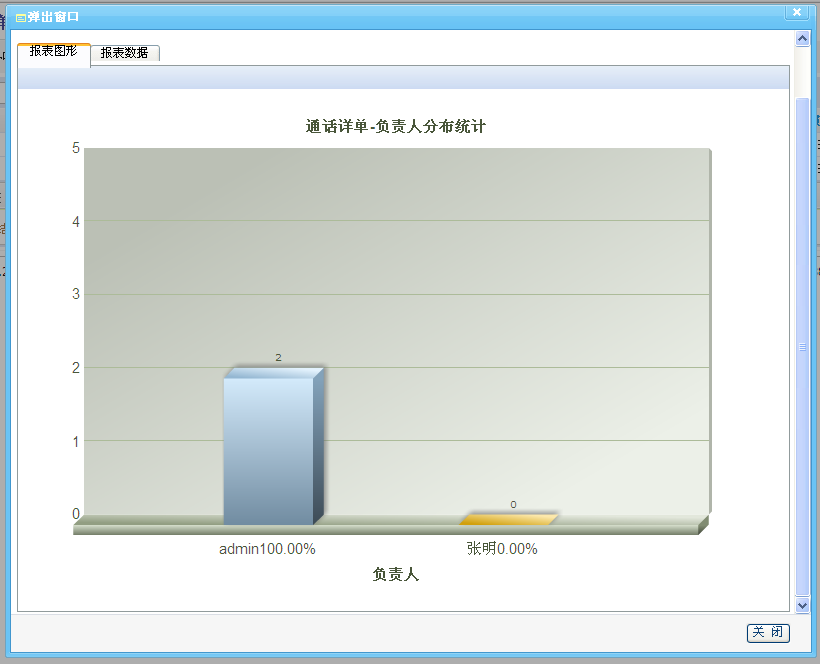 弹出窗口
报表图形 报表数据
通话详单-负责人分布统计
5
4
3
2
2
1
0
0
admin100.00% 张明0.00%
负责人
关 闭